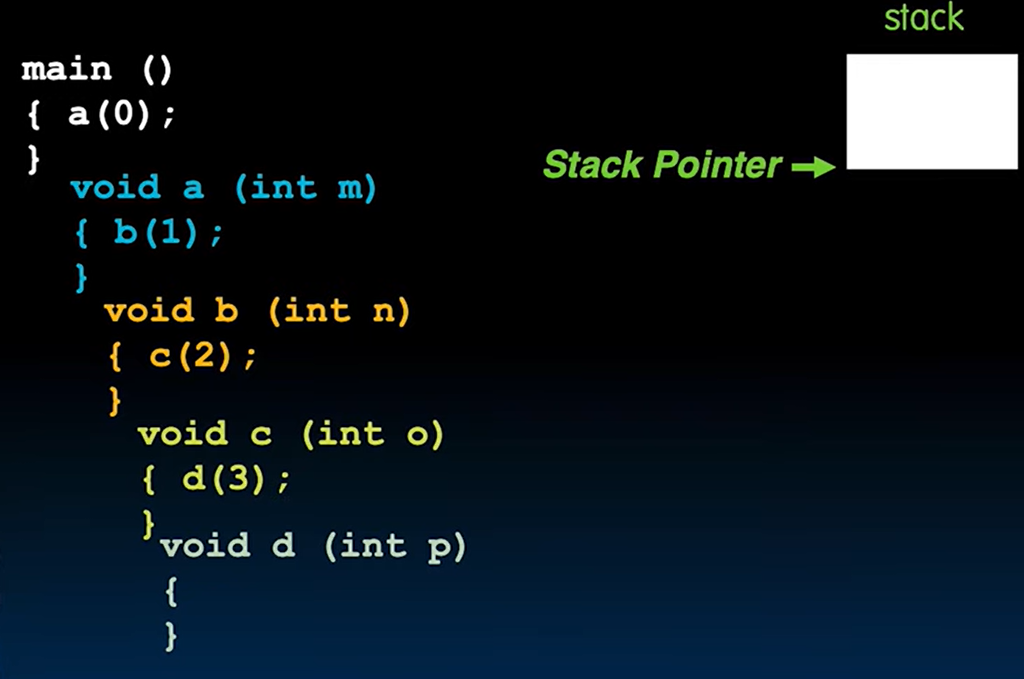 stack
main ()
{ a(0);
}
Stack Pointer
void a (int m)
{ b(1);
}
void b (int n)
{ c(2);
}
void c (int o)
{ d(3);
}
void d (int p)
{
}